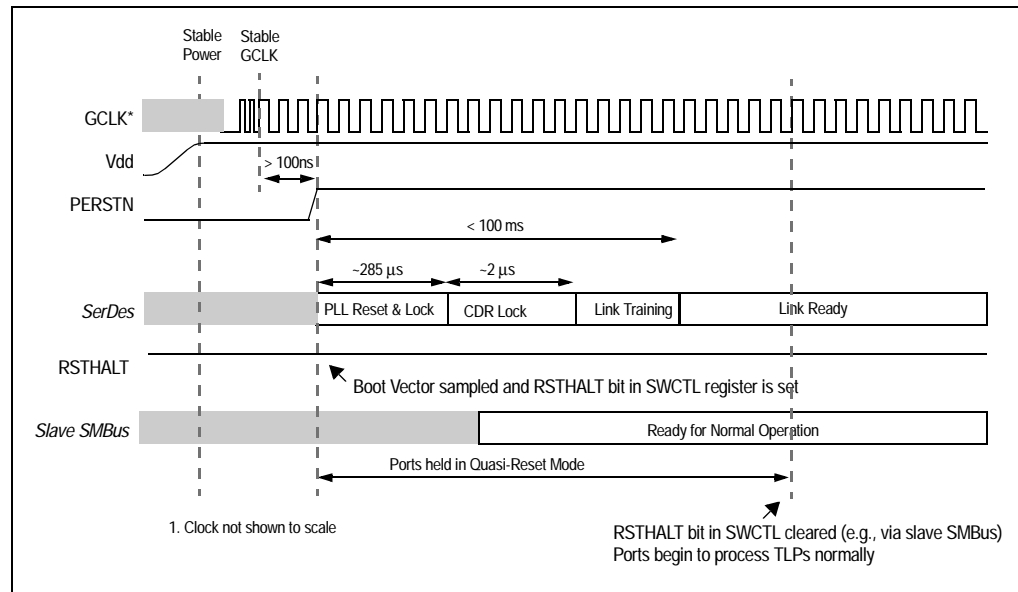 Stable
Power
Stable
GCLK
GCLK*
Vdd
> 100ns
PERSTN
< 100 ms
~285 μs
~2 μs
SerDes
PLL Reset & Lock
CDR Lock
Link Training
Link Ready
RSTHALT
Boot Vector sampled and RSTHALT bit in SWCTL register is set
Slave SMBus
Ready for Normal Operation
Ports held in Quasi-Reset Mode
1. Clock not shown to scale
RSTHALT bit in SWCTL cleared (e.g., via slave SMBus)
Ports begin to process TLPs normally